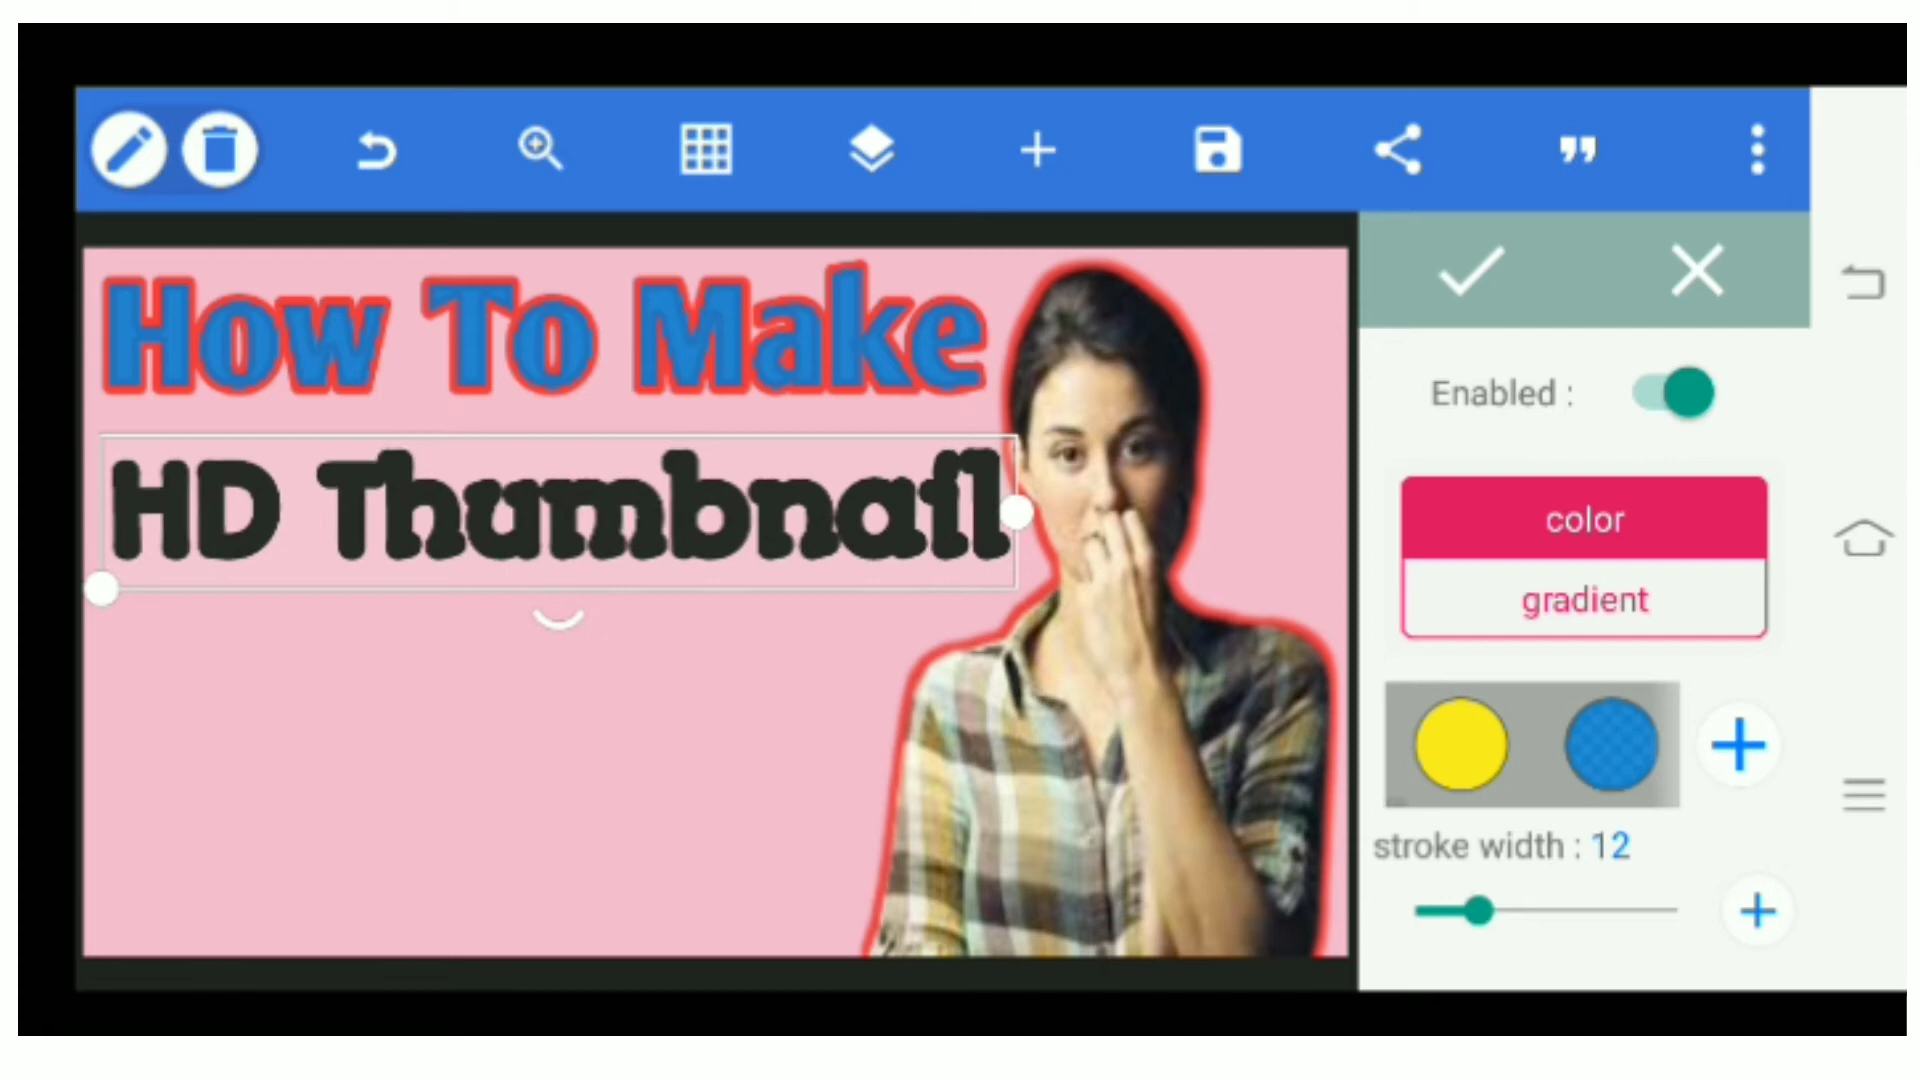 How To Make
HD Thumbnail
Enabled :
color
gradient
stroke width : 12